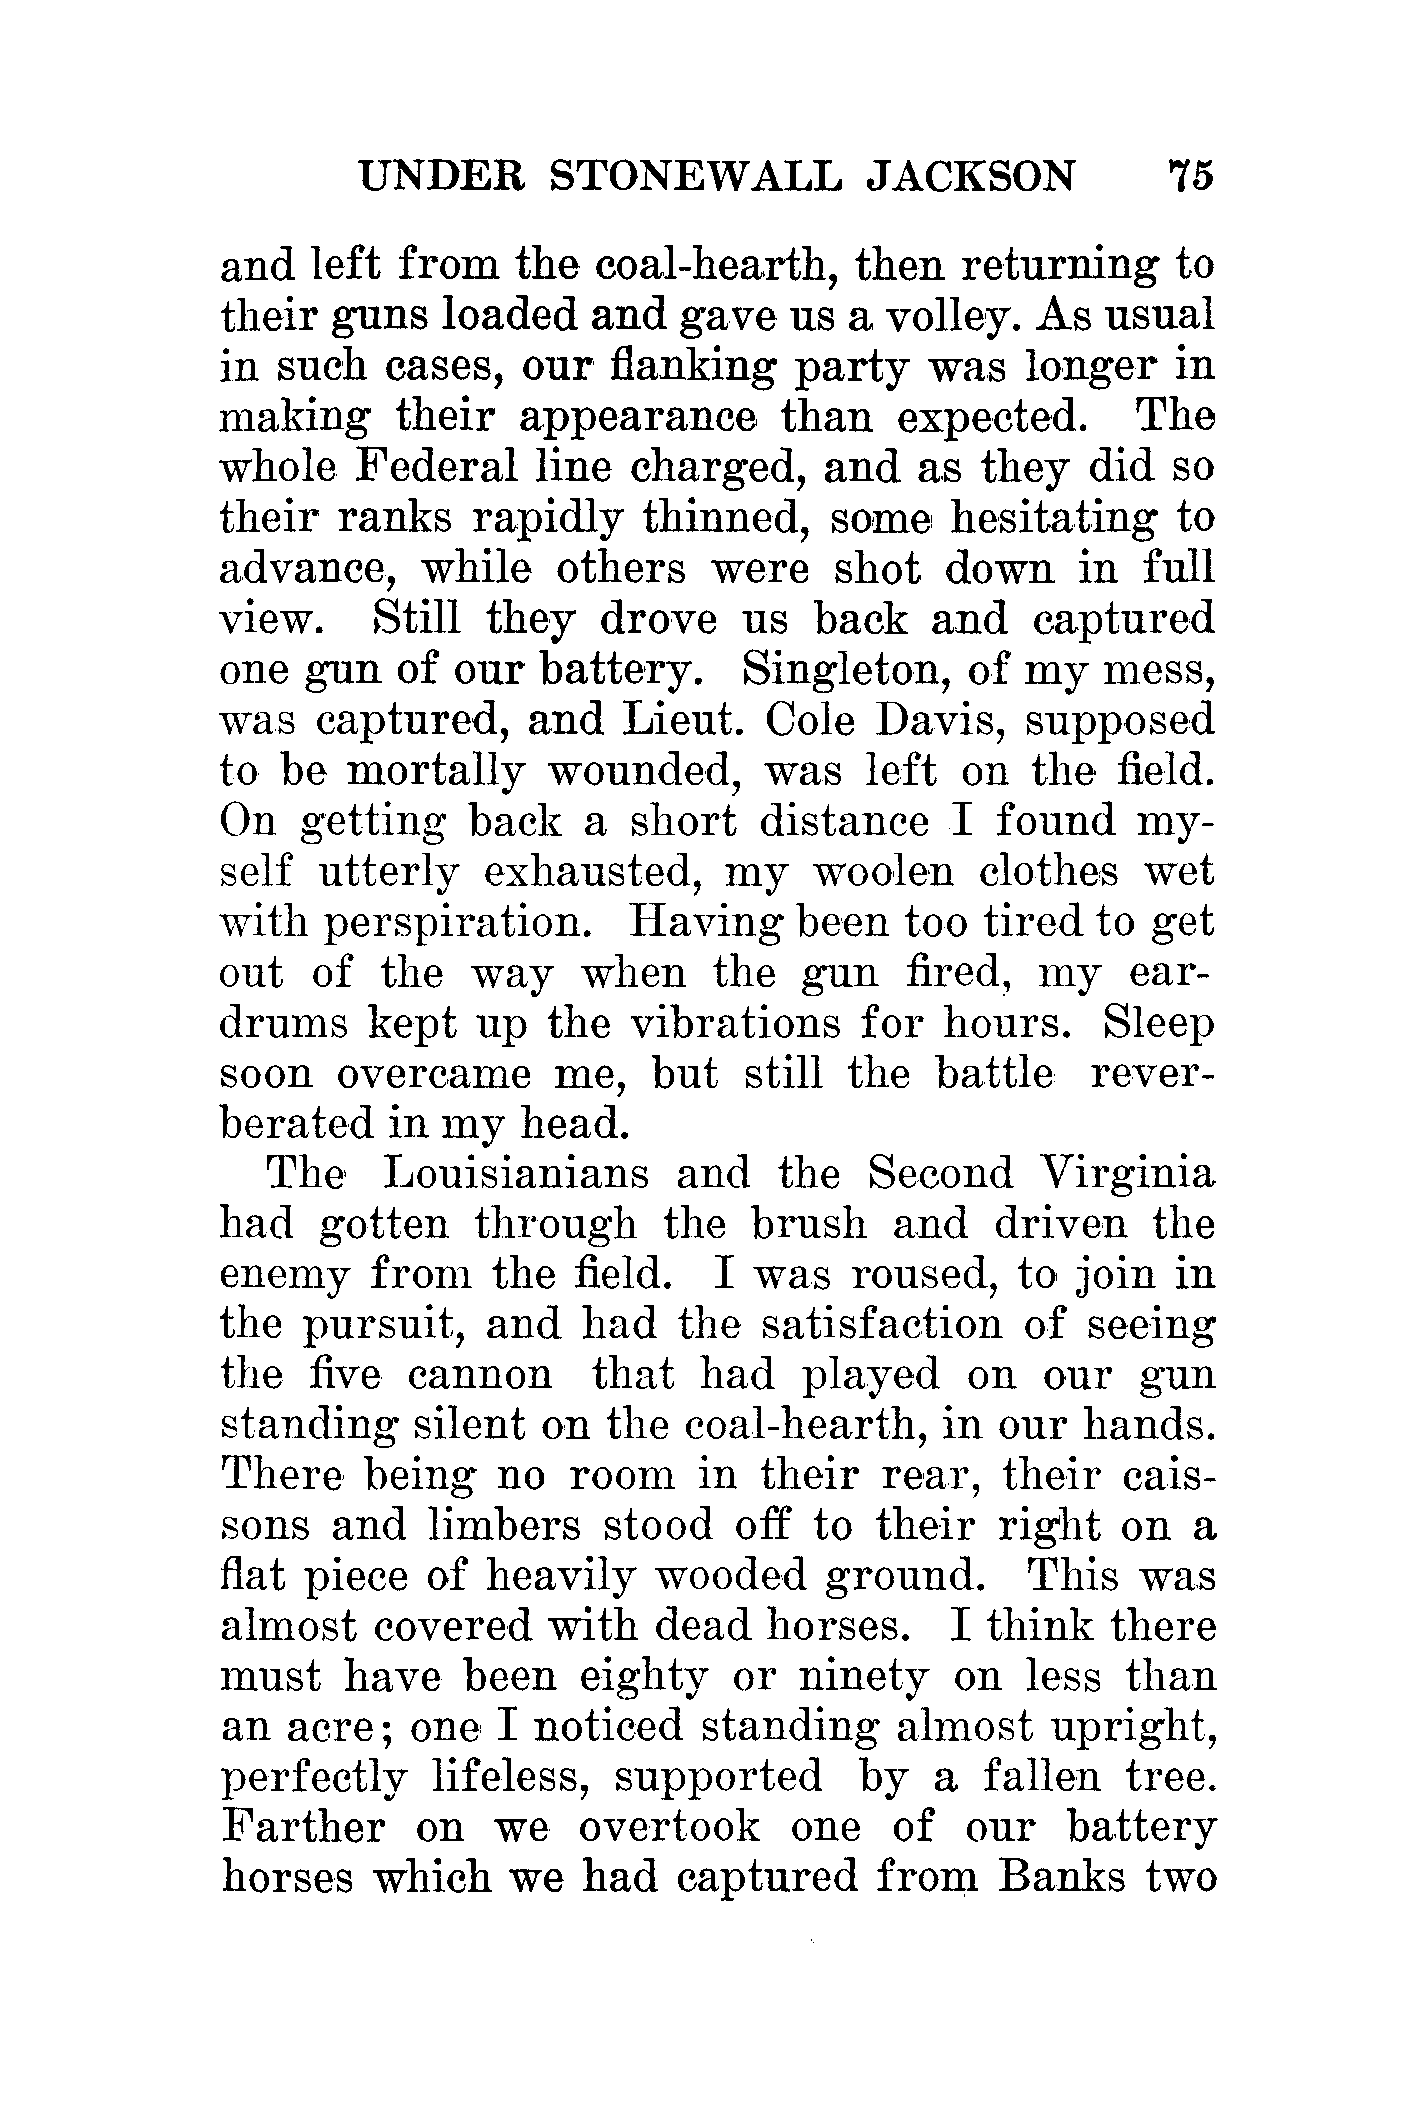 UNDER STONEWALL JACKSON 75
and left from the coal-hearth, then returning to
their guns loaded and gave us a volley. As usual
in such cases, our flanking party was longer in
making their appearance than expected. The
whole Federal line charged, and as they did so
their ranks rapidly thinned, some hesitating to
advance, while others were shot down in full
view. Still they drove us back and captured
one gun of our battery. Singleton, of my mess,
was captured, and Lieut. Cole Davis, supposed
to be mortally wounded, was left on the field.
On getting back a short distance I found my-
self utterly exhausted, my woolen clothes wet
with perspiration. Having been too tired to get
out of the way when the gun fired, my ear-
drums kept up the vibrations for hours. Sleep
soon overcame me, but still the battle rever-
berated in my head.
The Louisianians and the Second Virginia
had gotten through the brush and driven the
enemy from the field. I was roused, to join in
the pursuit, and had the satisfaction of seeing
the five cannon that had played on our gun
standing silent on the coal-hearth, in our hands.
There being no room in their rear, their cais-
sons and limbers stood off to their right on a
flat piece of heavily wooded ground. This was
almost covered with dead horses. I think there
must have been eighty or ninety on less than
an acre; one I noticed standing almost upright,
perfectly lifeless, supported by a fallen tree.
Farther on we overtook one of our battery
horses which we had captured from Banks two